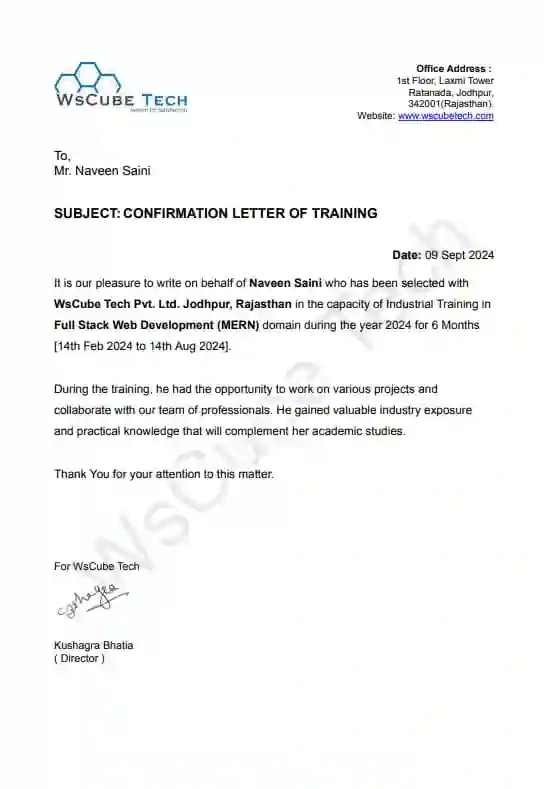 WsCube Tech
Office Address :
1st Floor, Laxmi Tower
Ratanada, Jodhpur,
342001(Rajasthan).
Website: www.wscubetech.com
To,
Mr. Naveen Saini
SUBJECT: CONFIRMATION LETTER OF TRAINING
Date: 09 Sept 2024
It is our pleasure to write on behalf of Naveen Saini who has been selected with
WsCube Tech Pvt. Ltd. Jodhpur, Rajasthan in the capacity of Industrial Training in
Full Stack Web Development (MERN) domain during the year 2024 for 6 Months
[14th Feb 2024 to 14th Aug 2024].
During the training, he had the opportunity to work on various projects and
collaborate with our team of professionals. He gained valuable industry exposure
and practical knowledge that will complement her academic studies.
Thank You for your attention to this matter.
For WsCube Tech
Kushagra Bhatia
( Director )
WsCube Tech